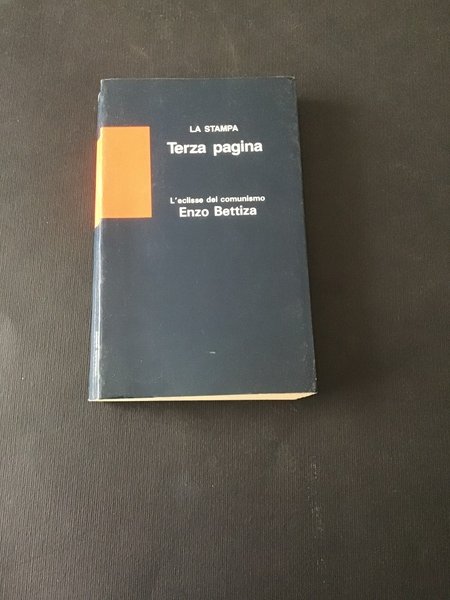 LA STAMPA
Terza pagina
L'eclisse del comunismo
Enzo Bettiza